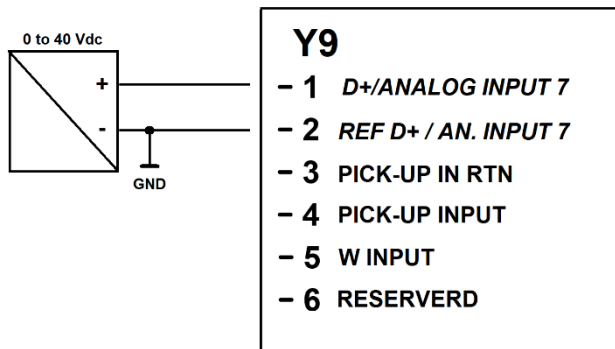 0 to 40 Vdc
+
-
GND
Y9
- 1 D+/ANALOG INPUT 7
- 2 REF D+ / AN. INPUT 7
- 3 PICK-UP IN RTN
- 4 PICK-UP INPUT
- 5 W INPUT
- 6 RESERVERD